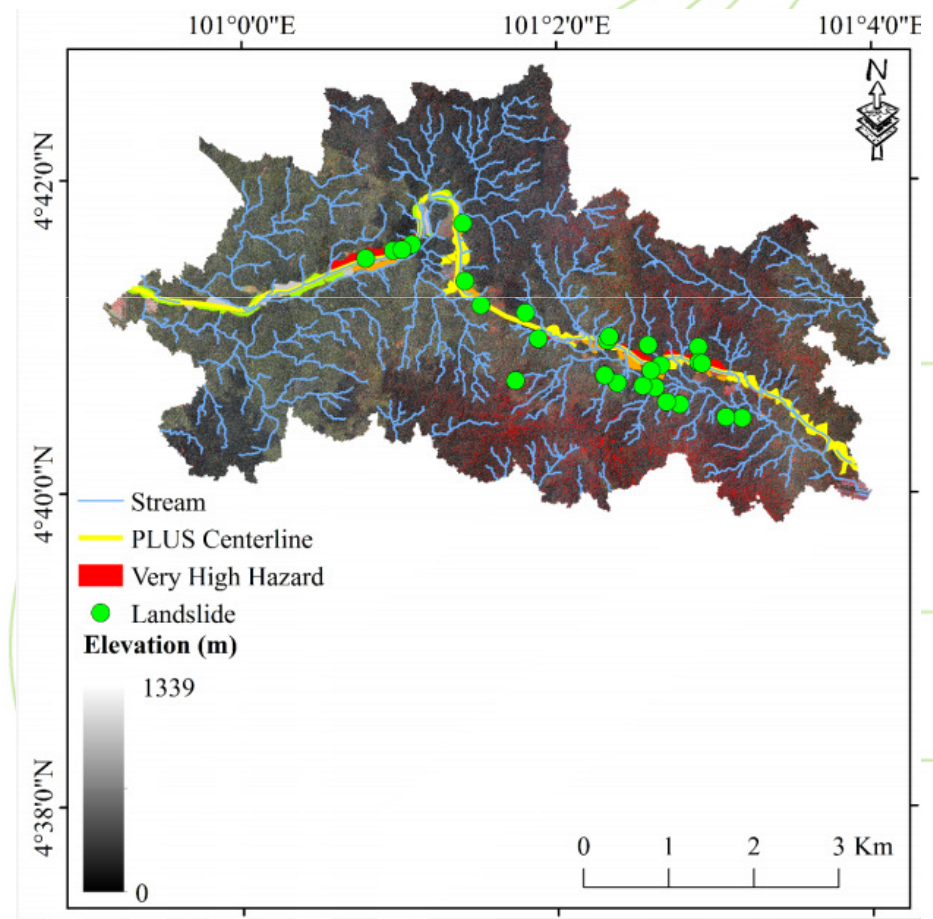 101°0'0"E 101°2'0"E 101°4'0"E
N
4°42'0"N
4°40'0"N
Stream
PLUS Centerline
Very High Hazard
Landslide
Elevation (m)
1339
4°38'0"N
0 1 2 3 Km
0